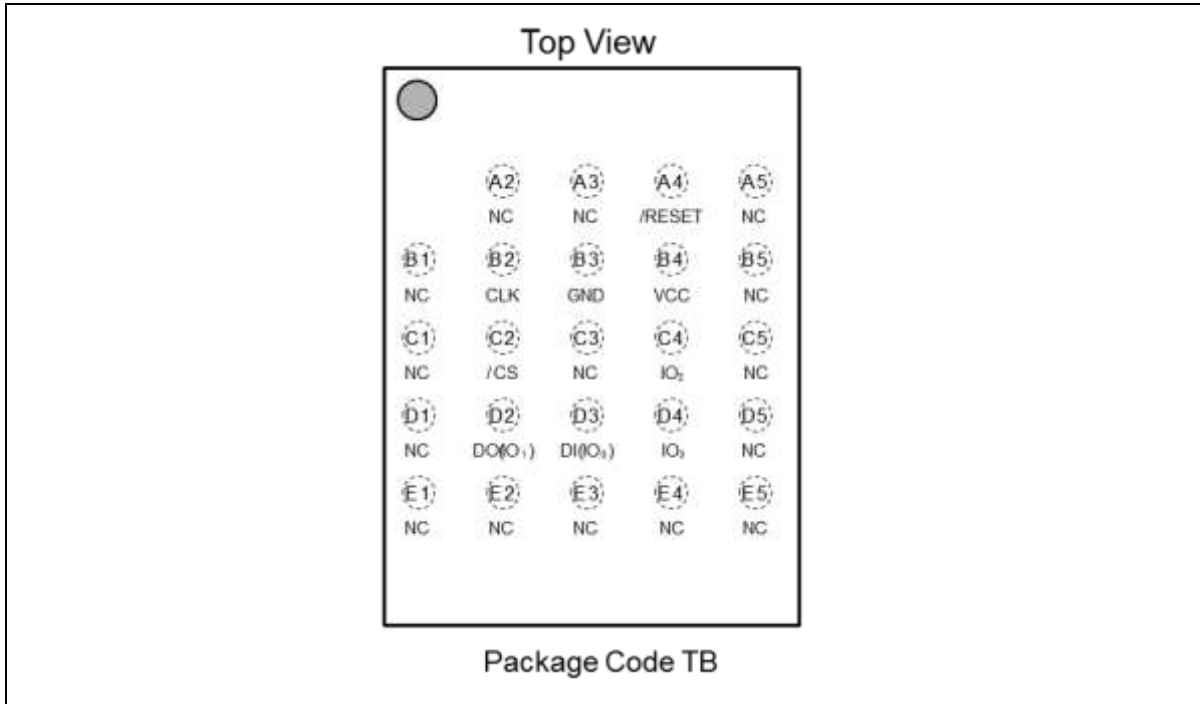 Top View
A2 A3 A4 A5
NC NC /RESET NC
B1 B2 B3 B4 B5
NC CLK GND VCC NC
C1 C2 C3 C4 C5
NC /CS NC IO₂ NC
D1 D2 D3 D4 D5
NC DO(IO₁) DI(IO₀) IO₃ NC
E1 E2 E3 E4 E5
NC NC NC NC NC
Package Code TB